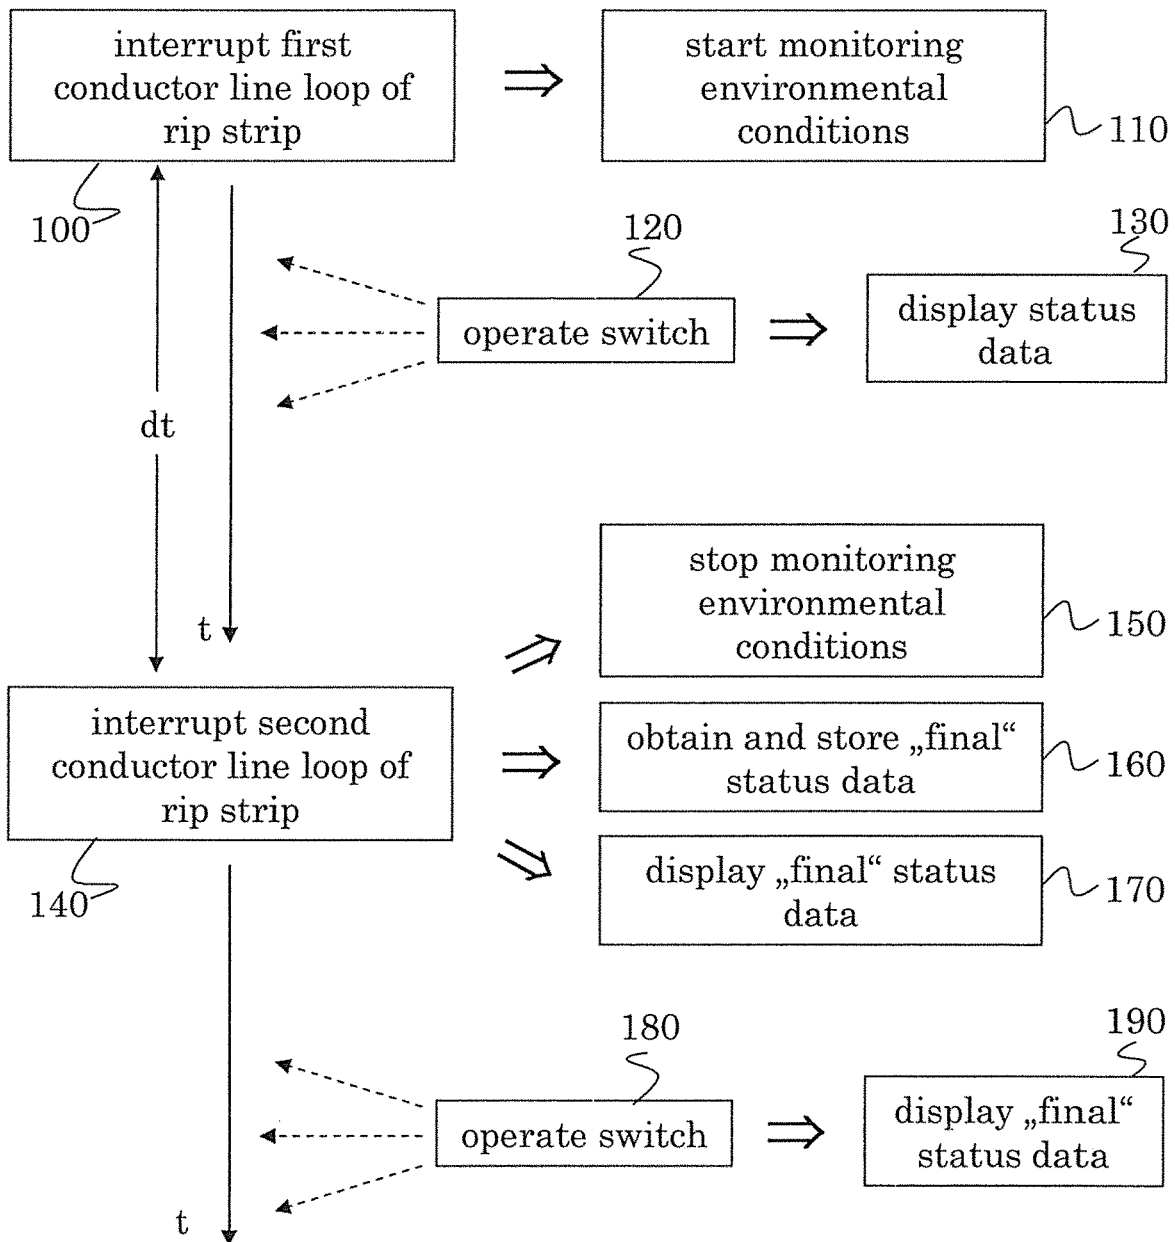 interrupt first
conductor line loop of
rip strip
start monitoring
environmental
conditions
110
100
120
130
operate switch
display status
data
dt
t
stop monitoring
environmental
conditions
150
interrupt second
conductor line loop of
rip strip
obtain and store „final“
status data
160
140
display „final“ status
data
170
180
190
operate switch
display „final“
status data
t